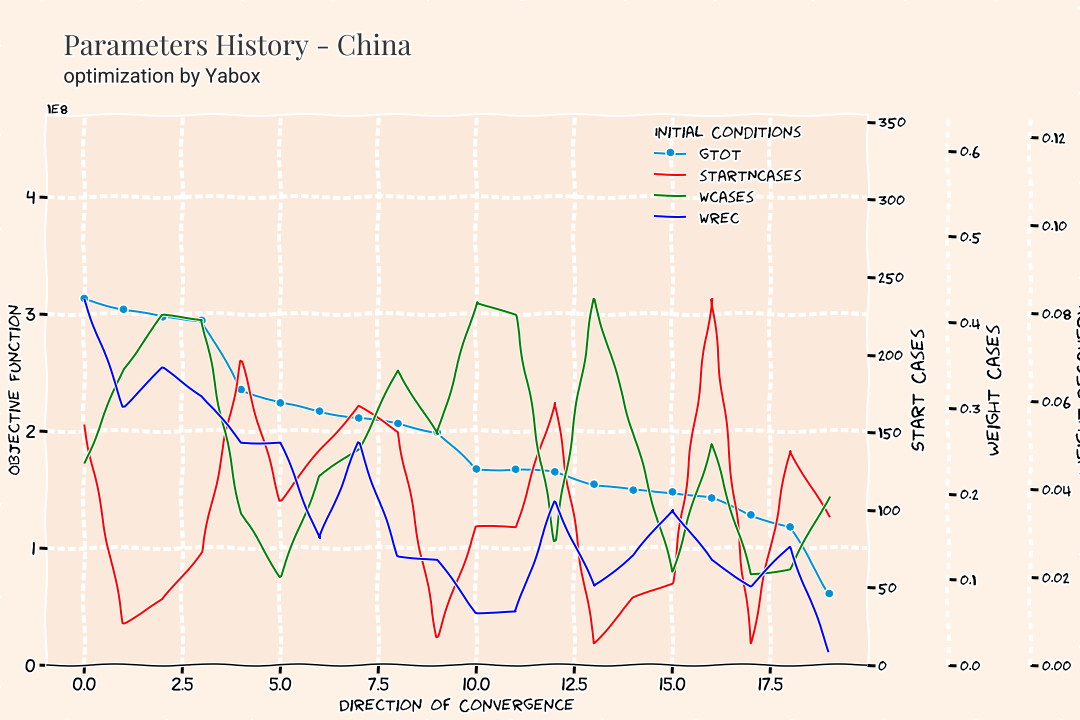 Parameters History - China
optimization by Yabox
1E8
INITIAL CONDITIONS
GTOT
STARTNCASES
WCASES
WREC
OBJECTIVE FUNCTION
4
3
2
1
0
0.0 2.5 5.0 7.5 10.0 12.5 15.0 17.5
DIRECTION OF CONVERGENCE
350
300
250
200
150
100
50
0
START CASES
0.6
0.5
0.4
0.3
0.2
0.1
0.0
WEIGHT CASES
0.12
0.10
0.08
0.06
0.04
0.02
0.00